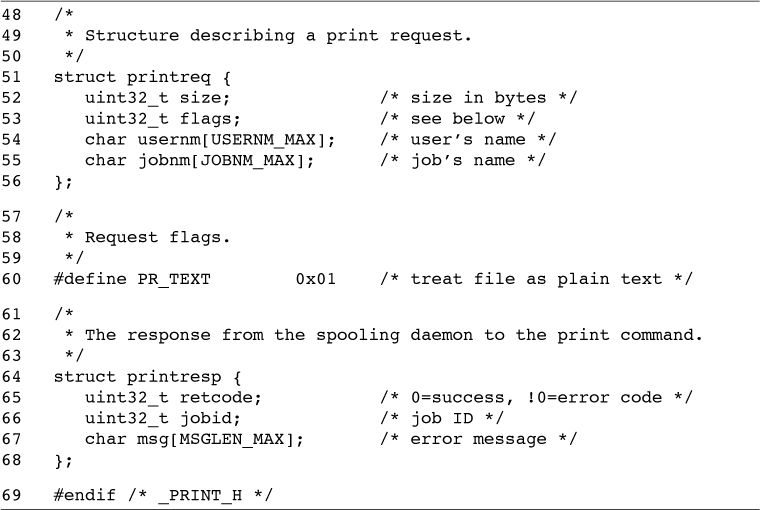 48   /*
49    * Structure describing a print request.
50    */
51   struct printreq {
52      uint32_t size;              /* size in bytes */
53      uint32_t flags;             /* see below */
54      char usernm[USERNM_MAX];    /* user’s name */
55      char jobnm[JOBNM_MAX];      /* job’s name */
56   };
57   /*
58    * Request flags.
59    */
60   #define PR_TEXT        0x01    /* treat file as plain text */
61   /*
62    * The response from the spooling daemon to the print command.
63    */
64   struct printresp {
65      uint32_t retcode;           /* 0=success, !0=error code */
66      uint32_t jobid;             /* job ID */
67      char msg[MSGLEN_MAX];       /* error message */
68   };
69   #endif /* _PRINT_H */